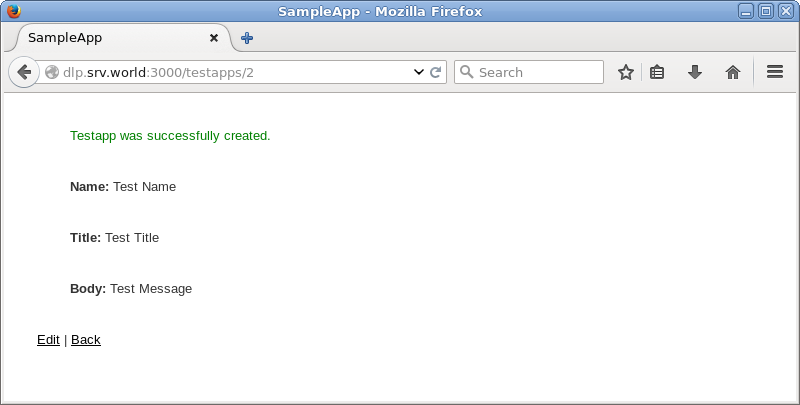 SampleApp - Mozilla Firefox
SampleApp
dlp.srv.world:3000/testapps/2
Search
Testapp was successfully created.
Name: Test Name
Title: Test Title
Body: Test Message
Edit | Back